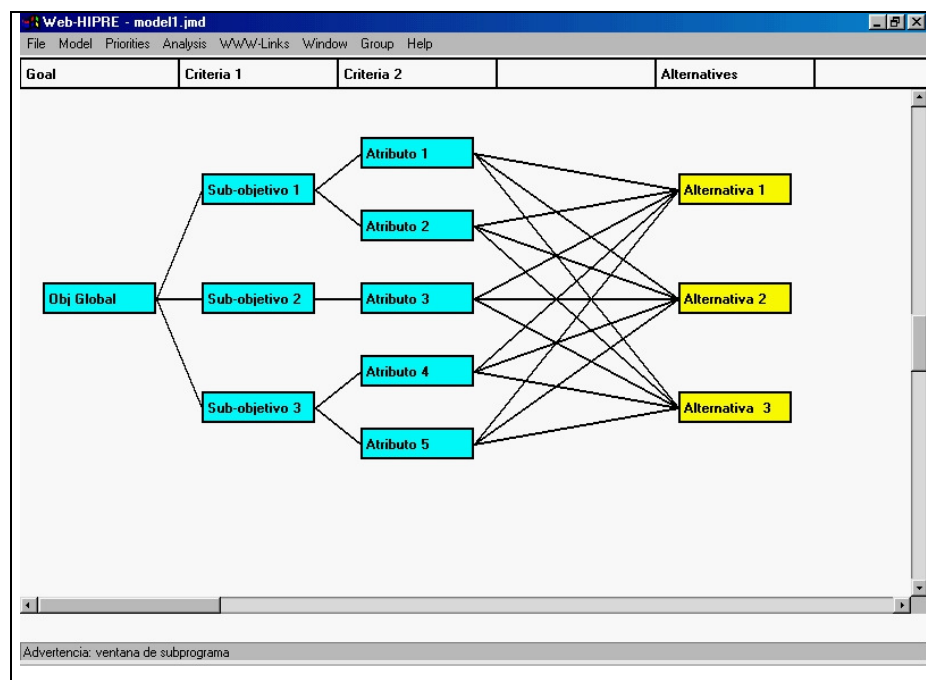 Web-HIPRE - model1.jmd
File Model Priorities Analysis WWW-Links Window Group Help
Goal Criteria 1 Criteria 2 Alternatives
Atributo 1
Sub-objetivo 1 Alternativa 1
Atributo 2
Obj Global Sub-objetivo 2 Atributo 3 Alternativa 2
Atributo 4
Sub-objetivo 3 Alternativa 3
Atributo 5
Advertencia: ventana de subprograma